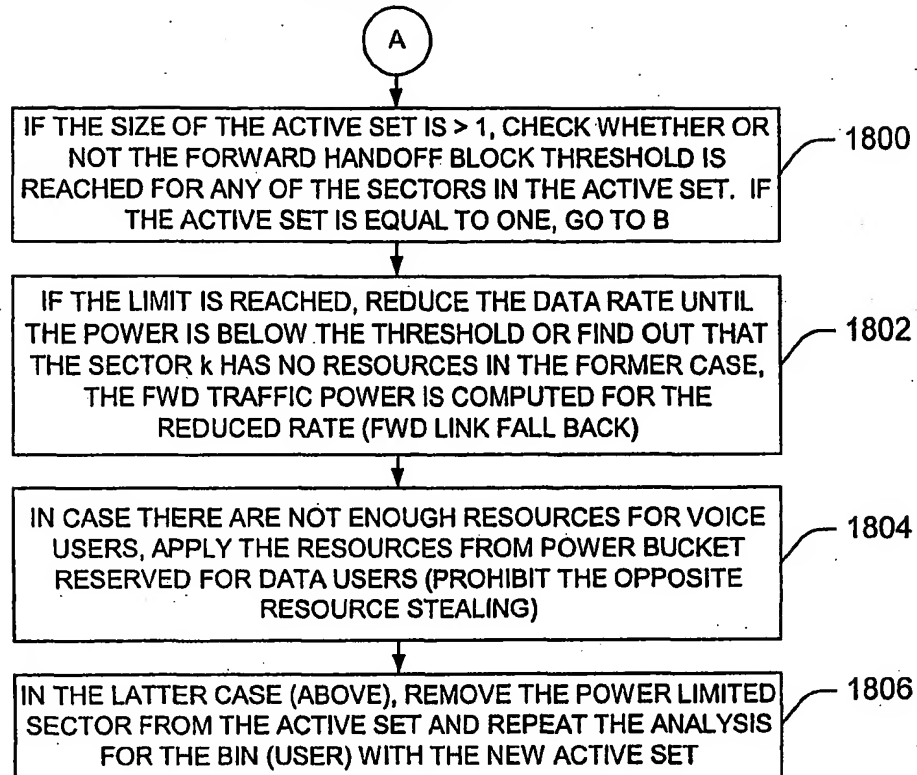 A
IF THE SIZE OF THE ACTIVE SET IS > 1, CHECK WHETHER OR
NOT THE FORWARD HANDOFF BLOCK THRESHOLD IS
REACHED FOR ANY OF THE SECTORS IN THE ACTIVE SET. IF
THE ACTIVE SET IS EQUAL TO ONE, GO TO B
1800
IF THE LIMIT IS REACHED, REDUCE THE DATA RATE UNTIL
THE POWER IS BELOW THE THRESHOLD OR FIND OUT THAT
THE SECTOR k HAS NO RESOURCES IN THE FORMER CASE,
THE FWD TRAFFIC POWER IS COMPUTED FOR THE
REDUCED RATE (FWD LINK FALL BACK)
1802
IN CASE THERE ARE NOT ENOUGH RESOURCES FOR VOICE
USERS, APPLY THE RESOURCES FROM POWER BUCKET
RESERVED FOR DATA USERS (PROHIBIT THE OPPOSITE
RESOURCE STEALING)
1804
IN THE LATTER CASE (ABOVE), REMOVE THE POWER LIMITED
SECTOR FROM THE ACTIVE SET AND REPEAT THE ANALYSIS
FOR THE BIN (USER) WITH THE NEW ACTIVE SET
1806